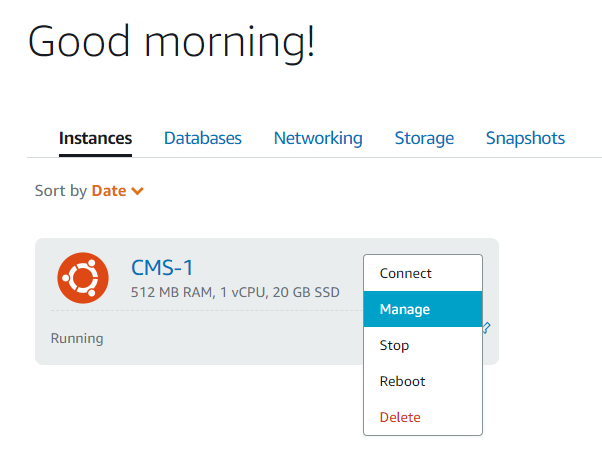 Good morning!
Instances Databases Networking Storage Snapshots
Sort by Date
CMS-1
512 MB RAM, 1 vCPU, 20 GB SSD
Running
Connect
Manage
Stop
Reboot
Delete